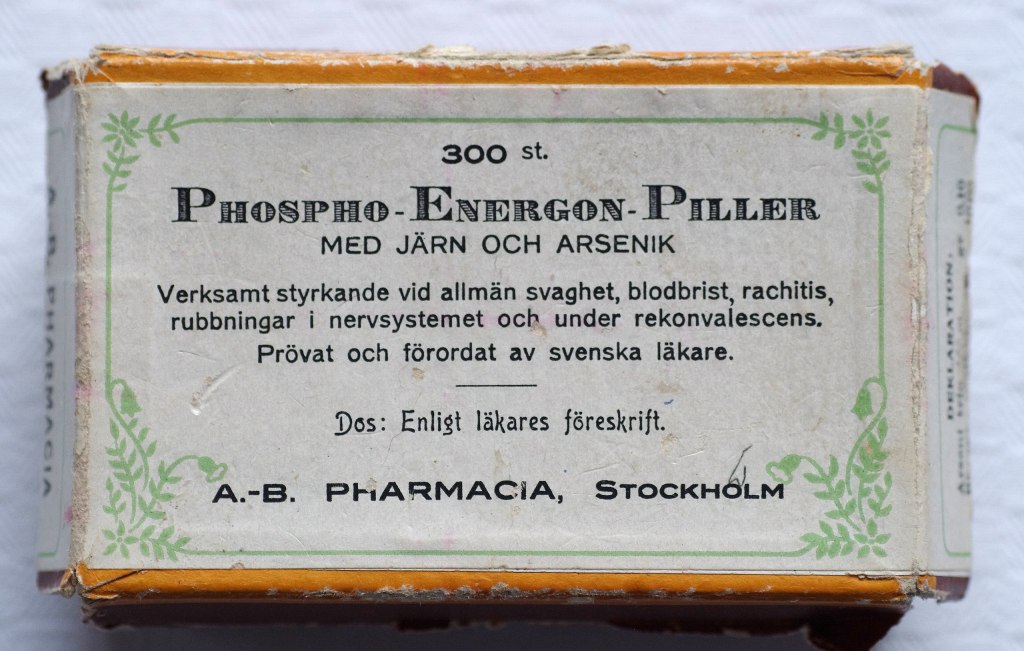 300 st.
PHOSPHO-ENERGON-PILLER
MED JÄRN OCH ARSENIK
Verksamt styrkande vid allmän svaghet, blodbrist, rachitis,
rubbningar i nervsystemet och under rekonvalescens.
Prövat och förordat av svenska läkare.
Dos: Enligt läkares föreskrift.
A.-B. PHARMACIA, STOCKHOLM
A.-B. PHARMACIA
DEKLARATION.